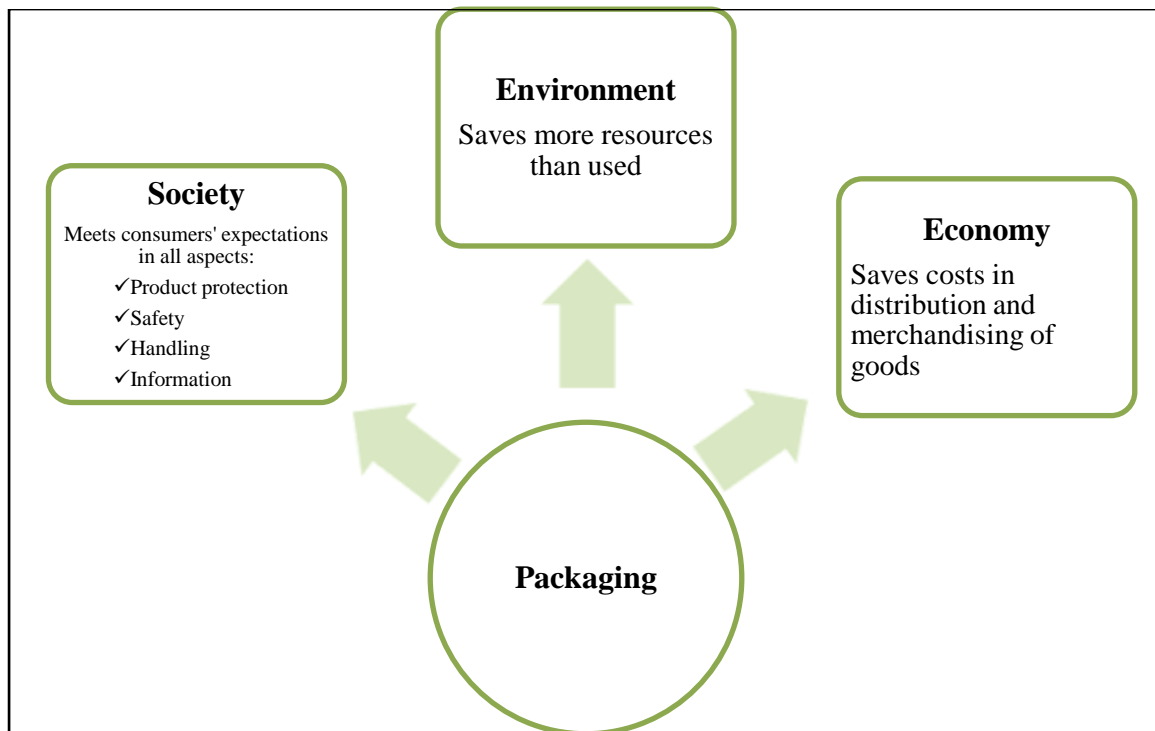 Environment
Saves more resources
than used
Society
Meets consumers' expectations
in all aspects:
✓Product protection
✓Safety
✓Handling
✓Information
Economy
Saves costs in
distribution and
merchandising of
goods
Packaging